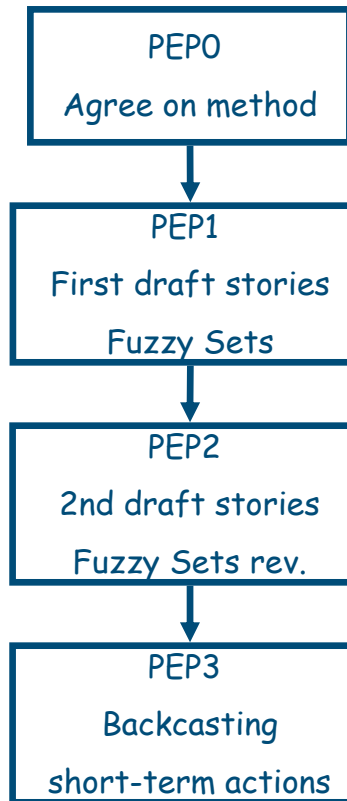 PEP0
Agree on method
PEP1
First draft stories
Fuzzy Sets
PEP2
2nd draft stories
Fuzzy Sets rev.
PEP3
Backcasting
short-term actions